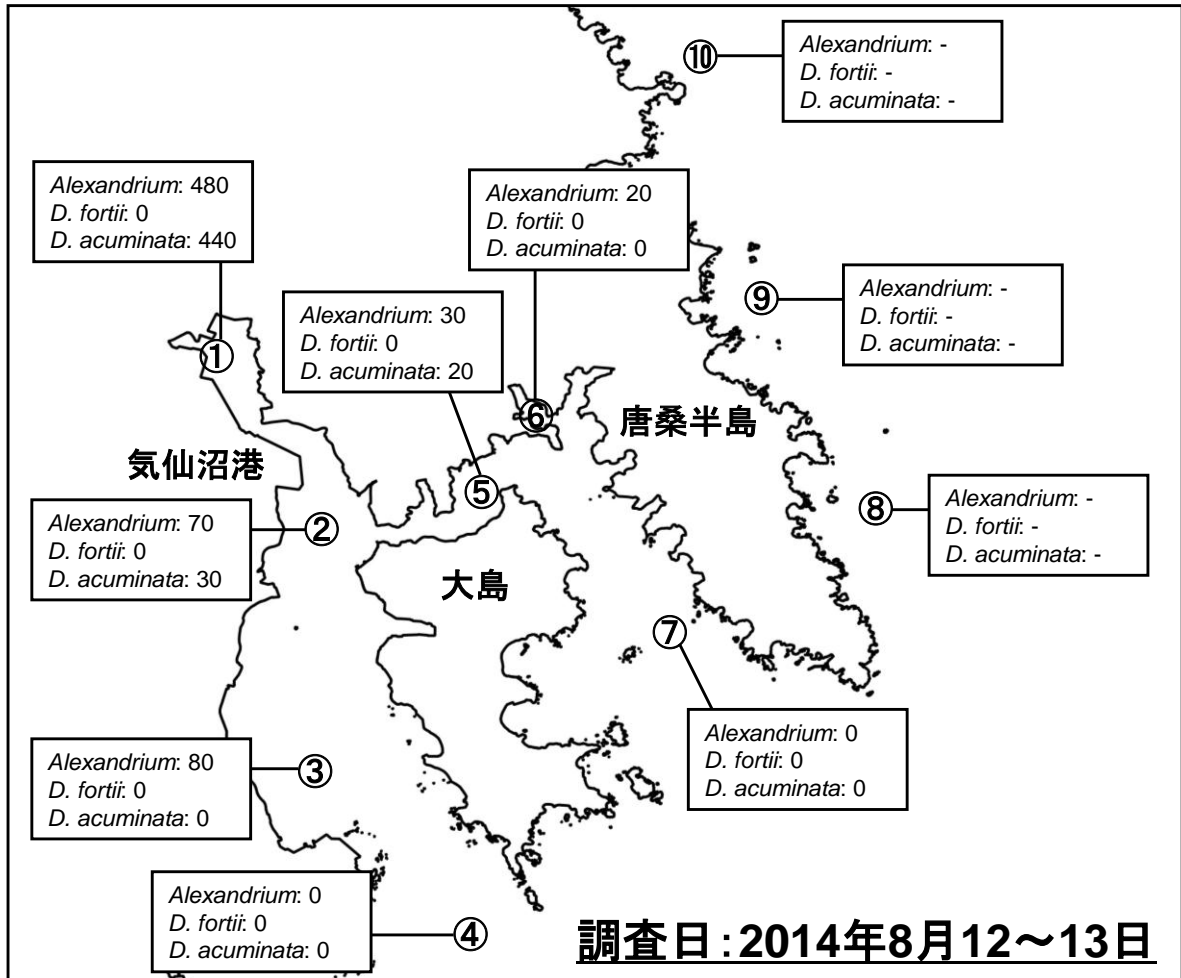 ⑩
Alexandrium: -
D. fortii: -
D. acuminata: -
Alexandrium: 480
D. fortii: 0
D. acuminata: 440
①
Alexandrium: 20
D. fortii: 0
D. acuminata: 0
⑥
⑨
Alexandrium: -
D. fortii: -
D. acuminata: -
Alexandrium: 30
D. fortii: 0
D. acuminata: 20
⑤
唐桑半島
気仙沼港
Alexandrium: 70
D. fortii: 0
D. acuminata: 30
②
⑧
Alexandrium: -
D. fortii: -
D. acuminata: -
大島
⑦
Alexandrium: 0
D. fortii: 0
D. acuminata: 0
Alexandrium: 80
D. fortii: 0
D. acuminata: 0
③
Alexandrium: 0
D. fortii: 0
D. acuminata: 0
④
調査日:2014年8月12～13日